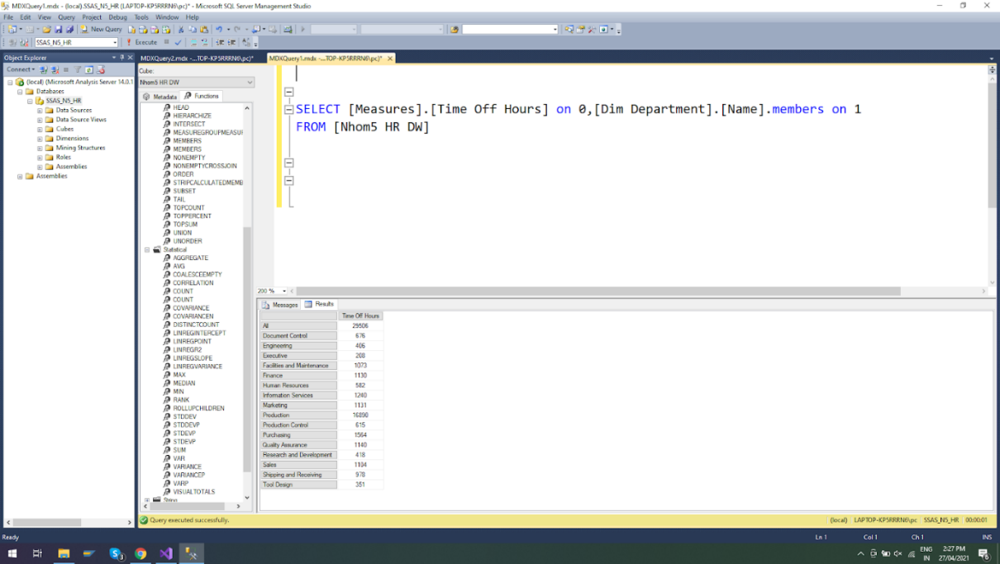 MDXQuery1.mdx - (local).SSAS_N5_HR (LAPTOP-KP5RRRN6\pc)* - Microsoft SQL Server Management Studio
File Edit View Query Project Debug Tools Window Help
New Query
SSAS_N5_HR Execute
Object Explorer
Connect
(local) (Microsoft Analysis Server 14.0.1
Databases
SSAS_N5_HR
Data Sources
Data Source Views
Cubes
Dimensions
Mining Structures
Roles
Assemblies
Assemblies
MDXQuery2.mdx -...TOP-KP5RRRN6\pc)* MDXQuery1.mdx -...TOP-KP5RRRN6\pc)*
Cube:
Nhom5 HR DW
Metadata Functions
HEAD
HIERARCHIZE
INTERSECT
MEASUREGROUPMEASUI
MEMBERS
MEMBERS
NONEMPTY
NONEMPTYCROSSJOIN
ORDER
STRIPCALCULATEDMEMB
SUBSET
TAIL
TOPCOUNT
TOPPERCENT
TOPSUM
UNION
UNORDER
Statistical
AGGREGATE
AVG
COALESCEEMPTY
CORRELATION
COUNT
COUNT
COVARIANCE
COVARIANCEN
DISTINCTCOUNT
LINREGINTERCEPT
LINREGPOINT
LINREGR2
LINREGSLOPE
LINREGVARIANCE
MAX
MEDIAN
MIN
RANK
ROLLUPCHILDREN
STDDEV
STDDEVP
STDEVP
STDEVP
SUM
VAR
VARIANCE
VARIANCEP
VARP
VISUALTOTALS
String
SELECT [Measures].[Time Off Hours] on 0,[Dim Department].[Name].members on 1
FROM [Nhom5 HR DW]
200 %
Messages Results
Time Off Hours
All 29506
Document Control 676
Engineering 406
Executive 208
Facilities and Maintenance 1073
Finance 1130
Human Resources 582
Information Services 1240
Marketing 1131
Production 16890
Production Control 615
Purchasing 1564
Quality Assurance 1140
Research and Development 418
Sales 1104
Shipping and Receiving 978
Tool Design 351
Query executed successfully. (local) LAPTOP-KP5RRRN6\pc SSAS_N5_HR 00:00:01
Ready Ln 1 Col 1 Ch 1 INS
3 ENG 2:27 PM
IN 27/04/2021 6